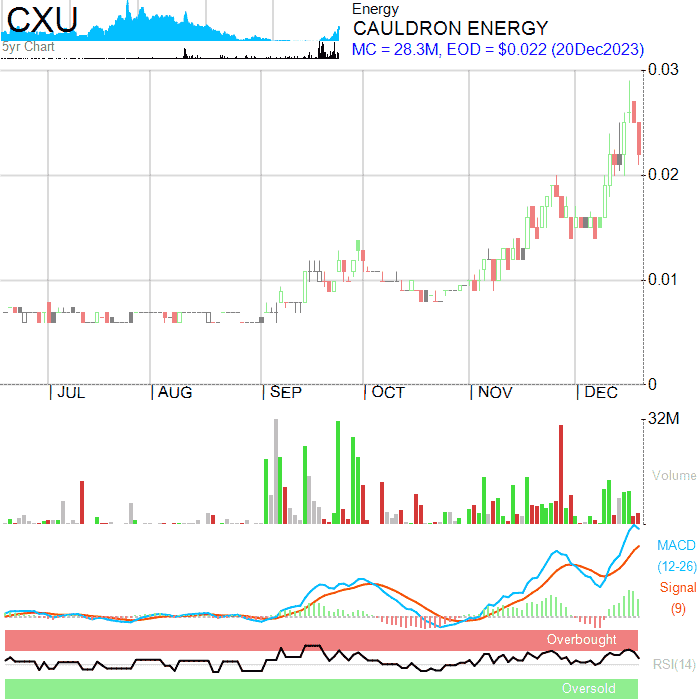 CXU
Energy
CAULDRON ENERGY
5yr Chart
MC = 28.3M, EOD = $0.022 (20Dec2023)
0.03
0.02
0.01
0
JUL
AUG
SEP
OCT
NOV
DEC
32M
Volume
MACD
(12-26)
Signal
(9)
Overbought
RSI(14)
Oversold